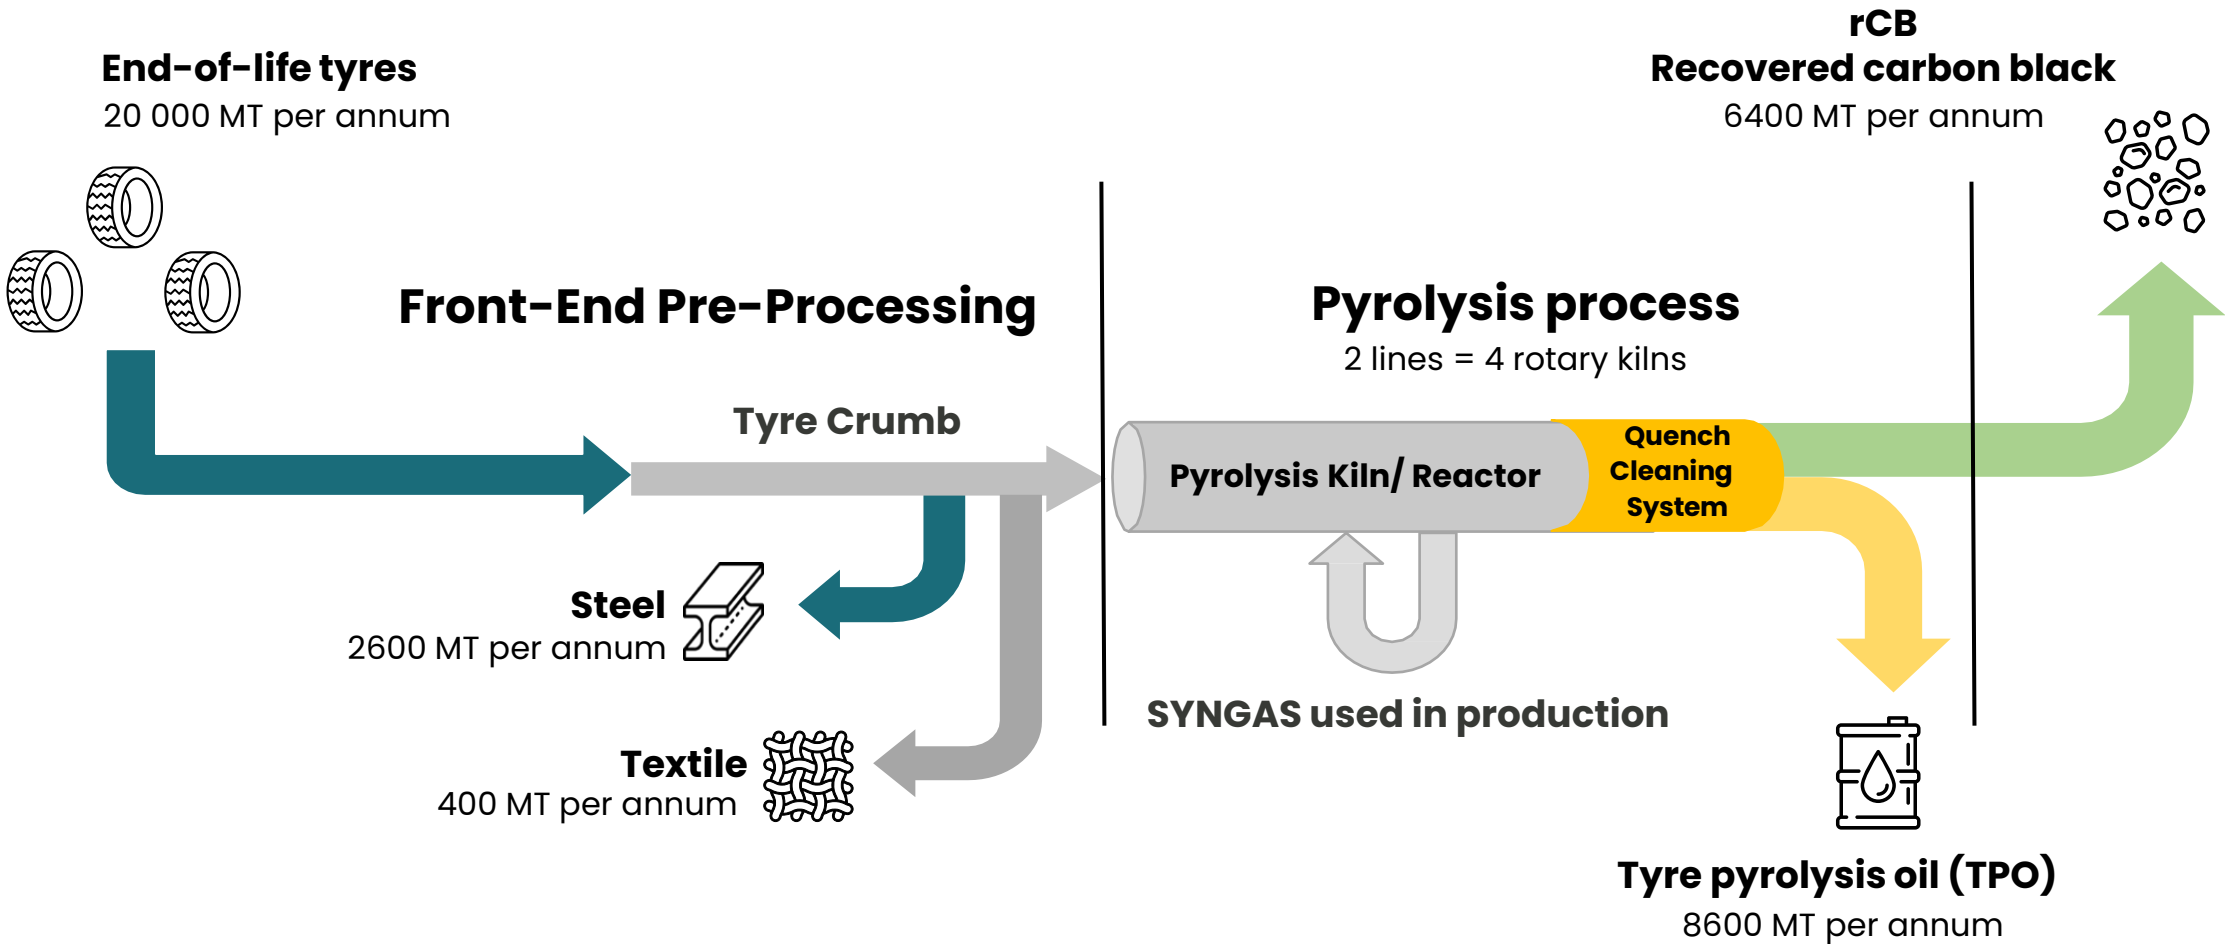 End-of-life tyres
20 000 MT per annum
rCB
Recovered carbon black
6400 MT per annum
Front-End Pre-Processing
Pyrolysis process
2 lines = 4 rotary kilns
Tyre Crumb
Pyrolysis Kiln/ Reactor
Quench
Cleaning
System
Steel
2600 MT per annum
SYNGAS used in production
Textile
400 MT per annum
Tyre pyrolysis oil (TPO)
8600 MT per annum